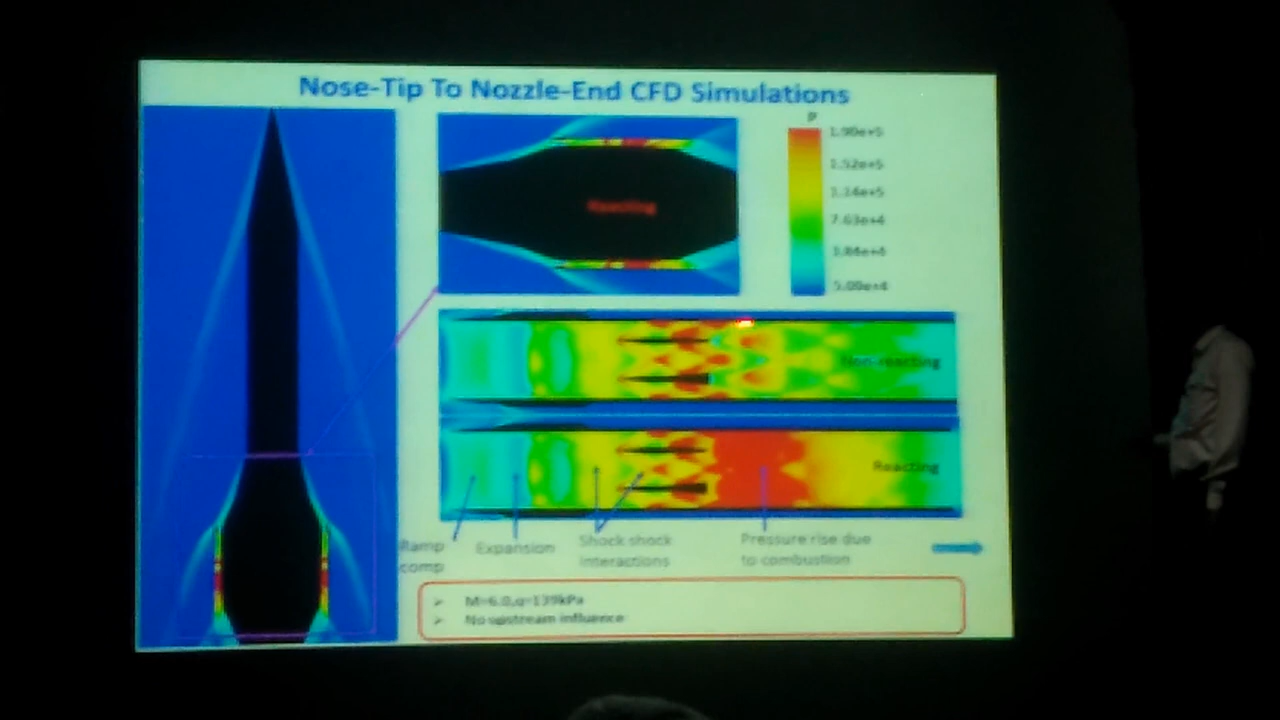 Nose-Tip To Nozzle-End CFD Simulations
P
1.90e+5
1.52e+5
1.14e+5
7.63e+4
3.84e+4
5.00e+4
Reacting
Non-reacting
Reacting
Ramp
comp
Expansion
Shock shock
interactions
Pressure rise due
to combustion
M=6.0,q=139kPa
No upstream influence